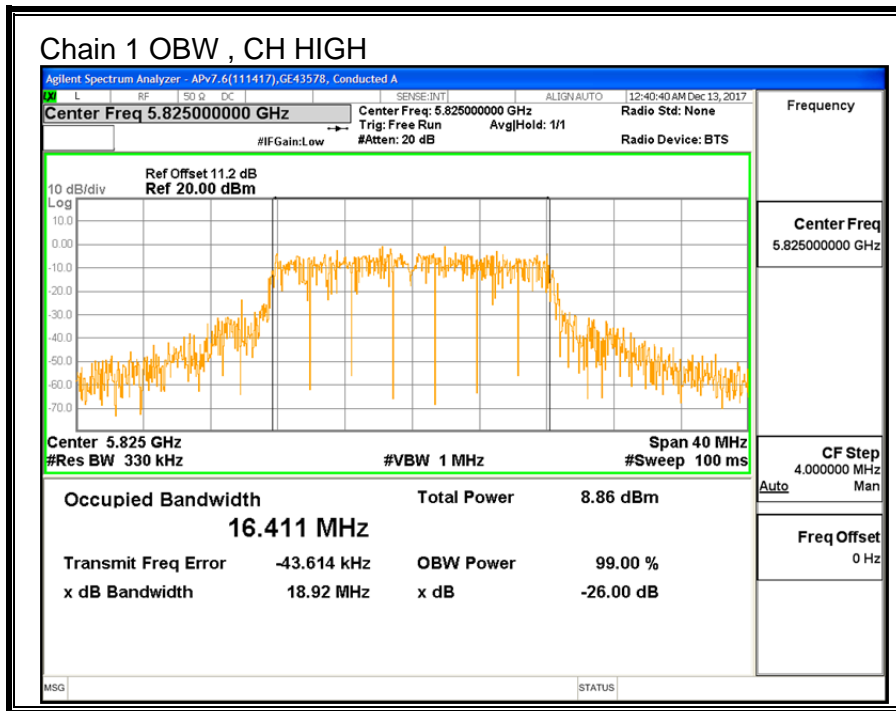 Chain 1 OBW , CH HIGH
Agilent Spectrum Analyzer - APv7.6(111417),GE43578, Conducted A
LXI L RF 50 Ω DC SENSE:INT ALIGN AUTO 12:40:40 AM Dec 13, 2017
Center Freq 5.825000000 GHz
Center Freq: 5.825000000 GHz
Radio Std: None
Trig: Free Run Avg|Hold: 1/1
#IFGain:Low
#Atten: 20 dB
Radio Device: BTS
Frequency
Ref Offset 11.2 dB
10 dB/div Ref 20.00 dBm
Log
10.0
0.00
-10.0
-20.0
-30.0
-40.0
-50.0
-60.0
-70.0
Center 5.825 GHz
Span 40 MHz
#Res BW 330 kHz
#VBW 1 MHz
#Sweep 100 ms
Center Freq
5.825000000 GHz
CF Step
4.000000 MHz
Auto Man
Freq Offset
0 Hz
Occupied Bandwidth
16.411 MHz
Total Power 8.86 dBm
Transmit Freq Error -43.614 kHz
OBW Power 99.00 %
x dB Bandwidth 18.92 MHz
x dB -26.00 dB
MSG
STATUS